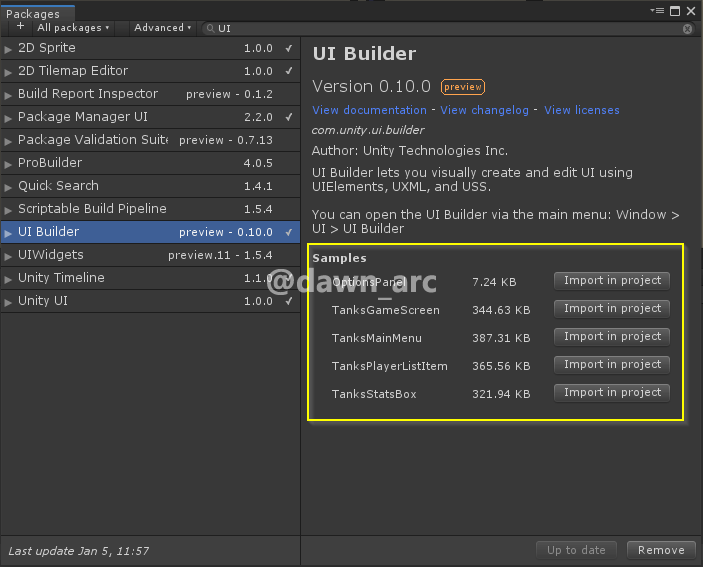 Packages
+ All packages ▾ Advanced ▾ UI
2D Sprite 1.0.0 ✓
2D Tilemap Editor 1.0.0 ✓
Build Report Inspector preview - 0.1.2
Package Manager UI 2.2.0 ✓
Package Validation Suite preview - 0.7.13
ProBuilder 4.0.5
Quick Search 1.4.1
Scriptable Build Pipeline 1.5.4
UI Builder preview - 0.10.0 ✓
UIWidgets preview.11 - 1.5.4
Unity Timeline 1.1.0 ✓
Unity UI 1.0.0 ✓
Last update Jan 5, 11:57
UI Builder
Version 0.10.0 preview
View documentation - View changelog - View licenses
com.unity.ui.builder
Author: Unity Technologies Inc.
UI Builder lets you visually create and edit UI using
UIElements, UXML, and USS.
You can open the UI Builder via the main menu: Window >
UI > UI Builder
Samples
OptionsPanel 7.24 KB Import in project
TanksGameScreen 344.63 KB Import in project
TanksMainMenu 387.31 KB Import in project
TanksPlayerListItem 365.56 KB Import in project
TanksStatsBox 321.94 KB Import in project
@dawn_arc
Up to date Remove